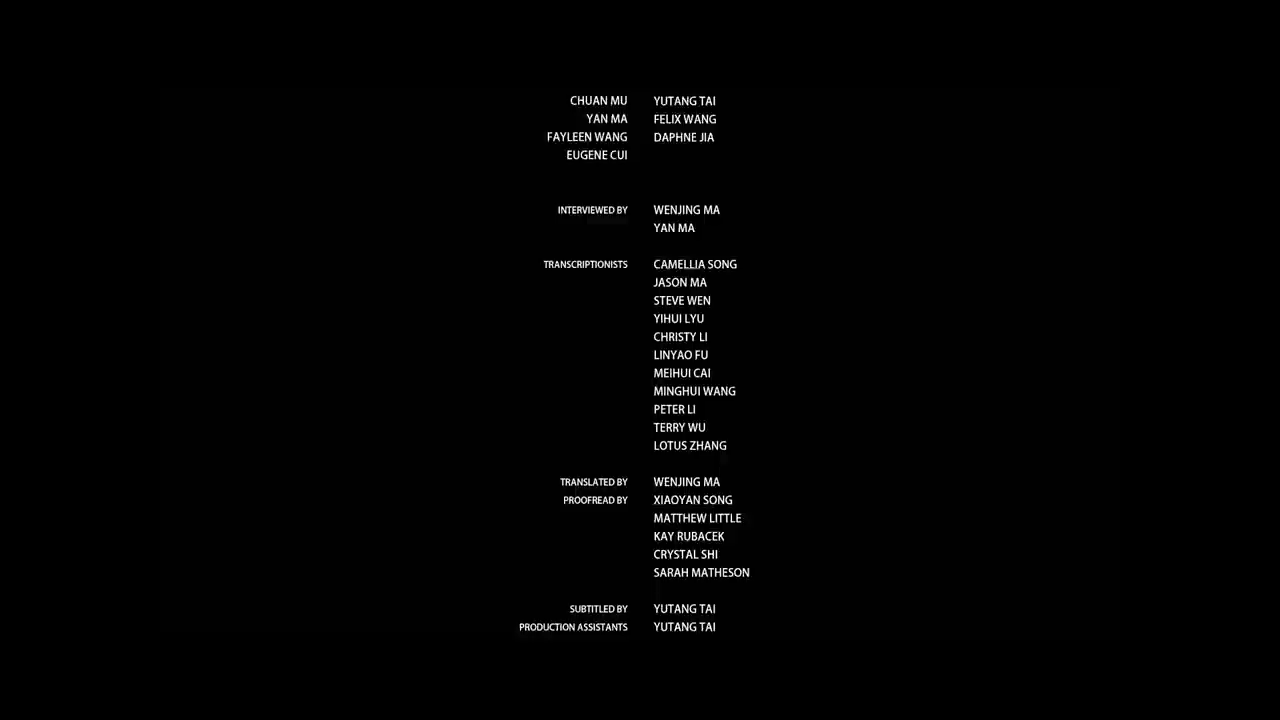 CHUAN MU YUTANG TAI
YAN MA FELIX WANG
FAYLEEN WANG DAPHNE JIA
EUGENE CUI
INTERVIEWED BY WENJING MA
YAN MA
TRANSCRIPTIONISTS CAMELLIA SONG
JASON MA
STEVE WEN
YIHUI LYU
CHRISTY LI
LINYAO FU
MEIHUI CAI
MINGHUI WANG
PETER LI
TERRY WU
LOTUS ZHANG
TRANSLATED BY WENJING MA
PROOFREAD BY XIAOYAN SONG
MATTHEW LITTLE
KAY RUBACEK
CRYSTAL SHI
SARAH MATHESON
SUBTITLED BY YUTANG TAI
PRODUCTION ASSISTANTS YUTANG TAI